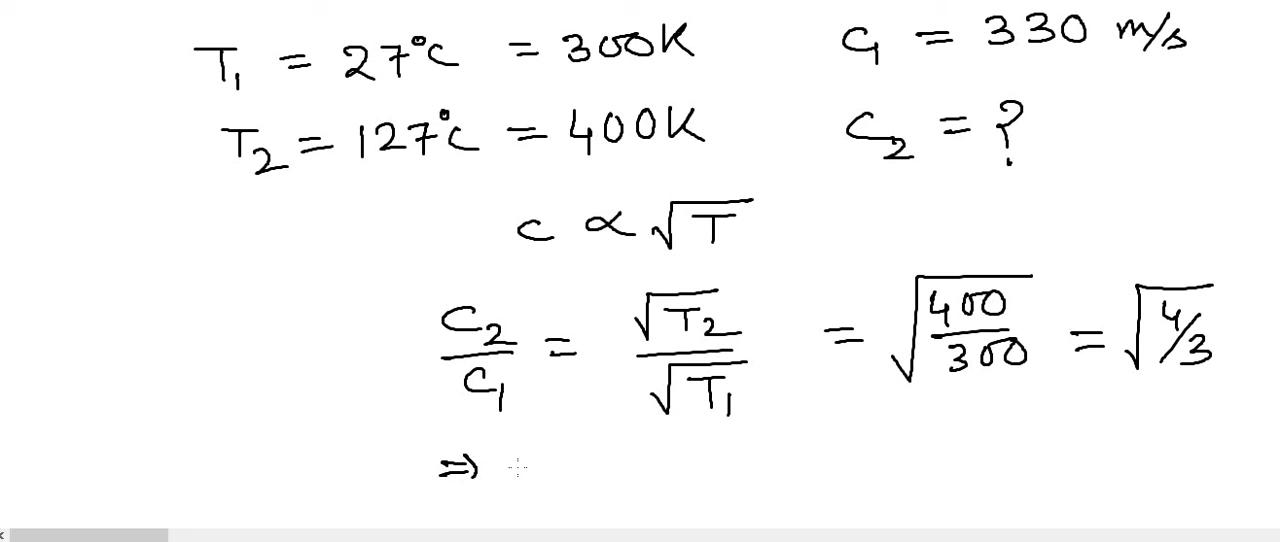 T₁ = 27°C = 300K C₁ = 330 m/s
T₂ = 127°C = 400K C₂ = ?
C ∝ √T
C₂/C₁ = √T₂/√T₁ = √(400/300) = √(4/3)
⇒